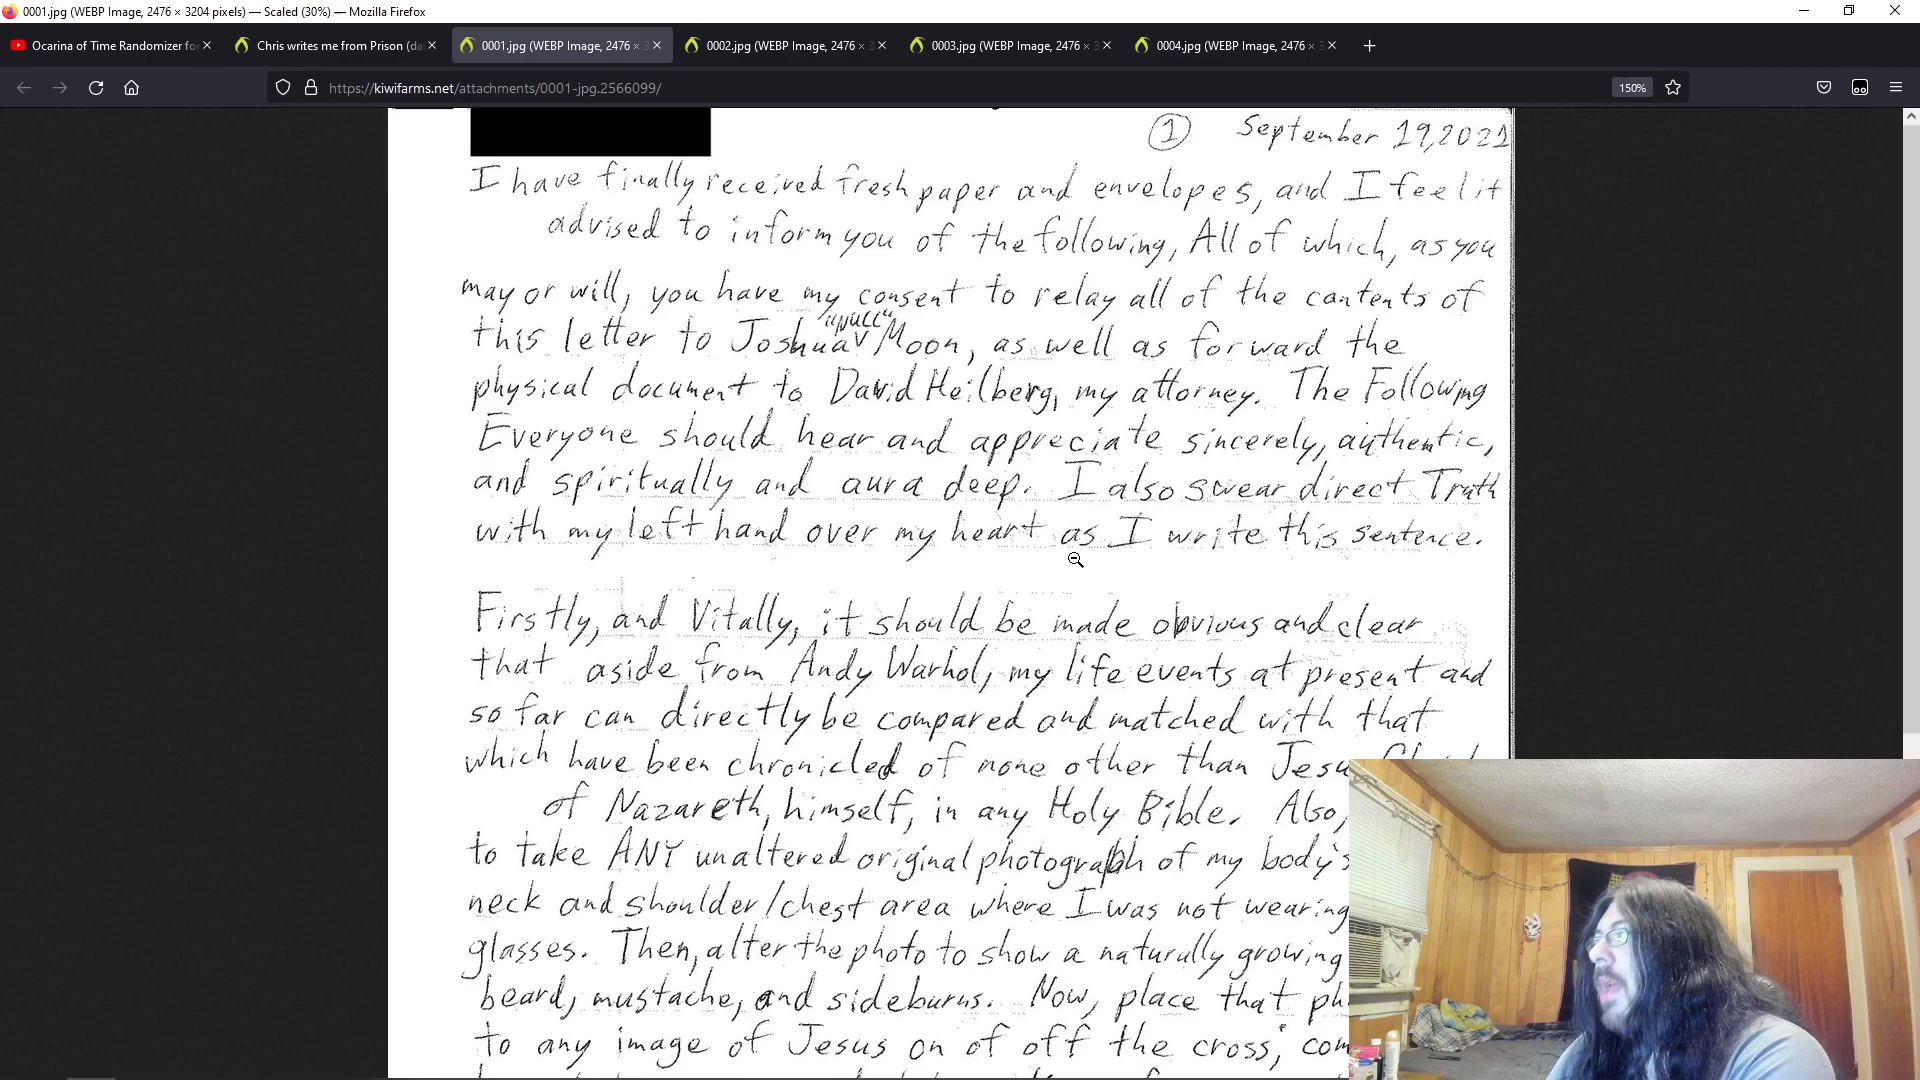 0001.jpg (WEBP Image, 2476 × 3204 pixels) — Scaled (30%) — Mozilla Firefox
Ocarina of Time Randomizer fo
Chris writes me from Prison (da
0001.jpg (WEBP Image, 2476 × 3
0002.jpg (WEBP Image, 2476 × 3
0003.jpg (WEBP Image, 2476 × 3
0004.jpg (WEBP Image, 2476 × 3
https://kiwifarms.net/attachments/0001-jpg.2566099/
150%
1 September 19, 2021
I have finally received fresh paper and envelopes, and I feel it
advised to inform you of the following, All of which, as you
may or will, you have my consent to relay all of the contents of
this letter to Joshua "NULL" Moon, as well as forward the
physical document to David Heilberg, my attorney. The Following
Everyone should hear and appreciate sincerely, authentic,
and spiritually and aura deep. I also swear direct Truth
with my left hand over my heart as I write this sentence.
Firstly, and Vitally, it should be made obvious and clear
that aside from Andy Warhol, my life events at present and
so far can directly be compared and matched with that
which have been chronicled of none other than Jesu
of Nazareth, himself, in any Holy Bible. Also,
to take ANY unaltered original photograph of my body's
neck and shoulder/chest area where I was not wearing
glasses. Then, alter the photo to show a naturally growing
beard, mustache, and sideburns. Now, place that ph
to any image of Jesus on of off the cross; com